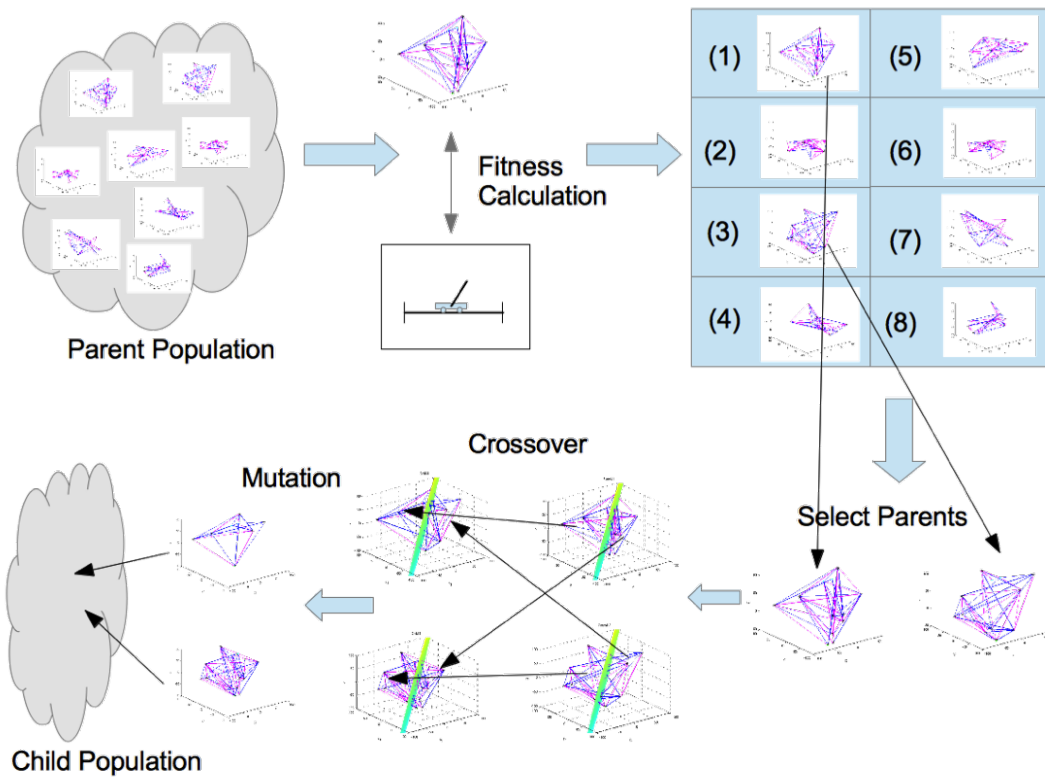 Parent Population
Fitness
Calculation
(1)
(5)
(2)
(6)
(3)
(7)
(4)
(8)
Select Parents
Crossover
Mutation
Child Population